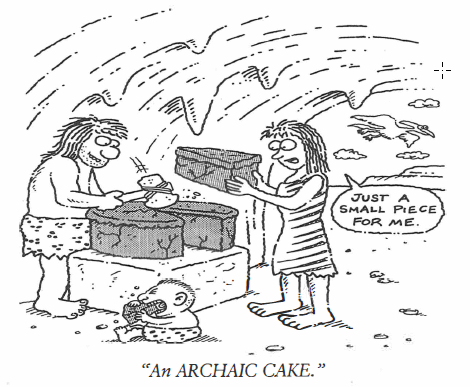 JUST A
SMALL PIECE
FOR ME.
“An ARCHAIC CAKE.”